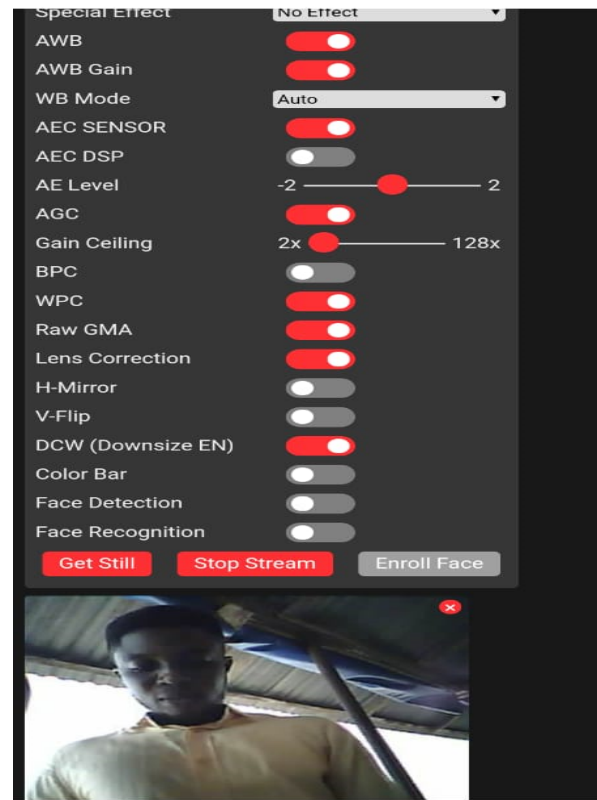 Special Effect No Effect
AWB
AWB Gain
WB Mode Auto
AEC SENSOR
AEC DSP
AE Level -2 2
AGC
Gain Ceiling 2x 128x
BPC
WPC
Raw GMA
Lens Correction
H-Mirror
V-Flip
DCW (Downsize EN)
Color Bar
Face Detection
Face Recognition
Get Still Stop Stream Enroll Face